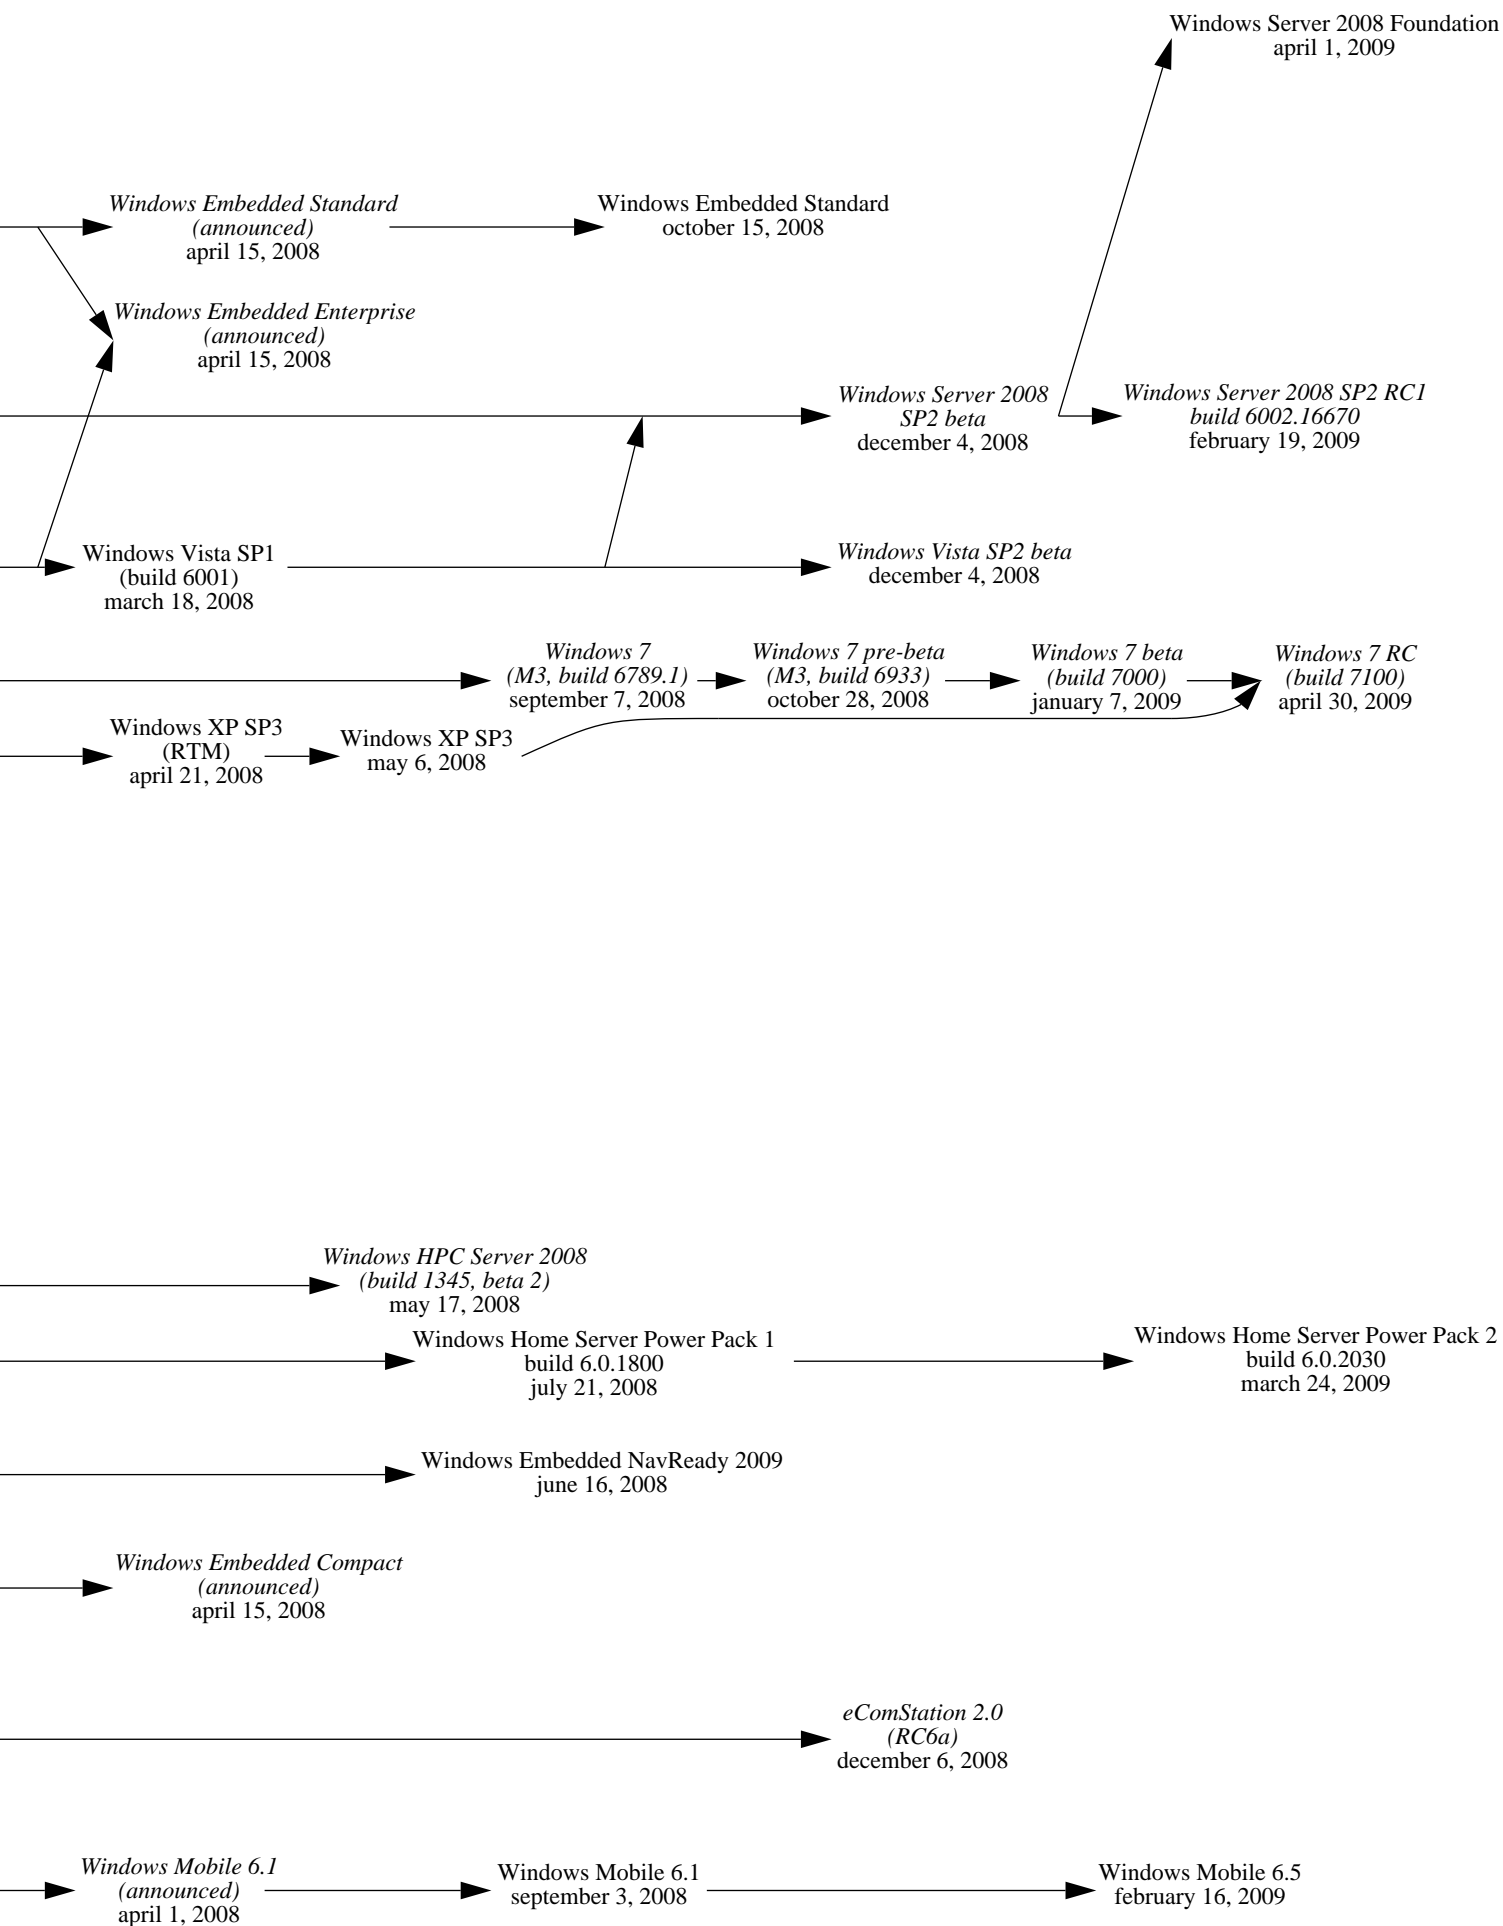 Windows Server 2008 Foundation
april 1, 2009
Windows Embedded Standard
(announced)
april 15, 2008
Windows Embedded Standard
october 15, 2008
Windows Embedded Enterprise
(announced)
april 15, 2008
Windows Server 2008
SP2 beta
december 4, 2008
Windows Server 2008 SP2 RC1
build 6002.16670
february 19, 2009
Windows Vista SP1
(build 6001)
march 18, 2008
Windows Vista SP2 beta
december 4, 2008
Windows 7
(M3, build 6789.1)
september 7, 2008
Windows 7 pre-beta
(M3, build 6933)
october 28, 2008
Windows 7 beta
(build 7000)
january 7, 2009
Windows 7 RC
(build 7100)
april 30, 2009
Windows XP SP3
(RTM)
april 21, 2008
Windows XP SP3
may 6, 2008
Windows HPC Server 2008
(build 1345, beta 2)
may 17, 2008
Windows Home Server Power Pack 1
build 6.0.1800
july 21, 2008
Windows Home Server Power Pack 2
build 6.0.2030
march 24, 2009
Windows Embedded NavReady 2009
june 16, 2008
Windows Embedded Compact
(announced)
april 15, 2008
eComStation 2.0
(RC6a)
december 6, 2008
Windows Mobile 6.1
(announced)
april 1, 2008
Windows Mobile 6.1
september 3, 2008
Windows Mobile 6.5
february 16, 2009